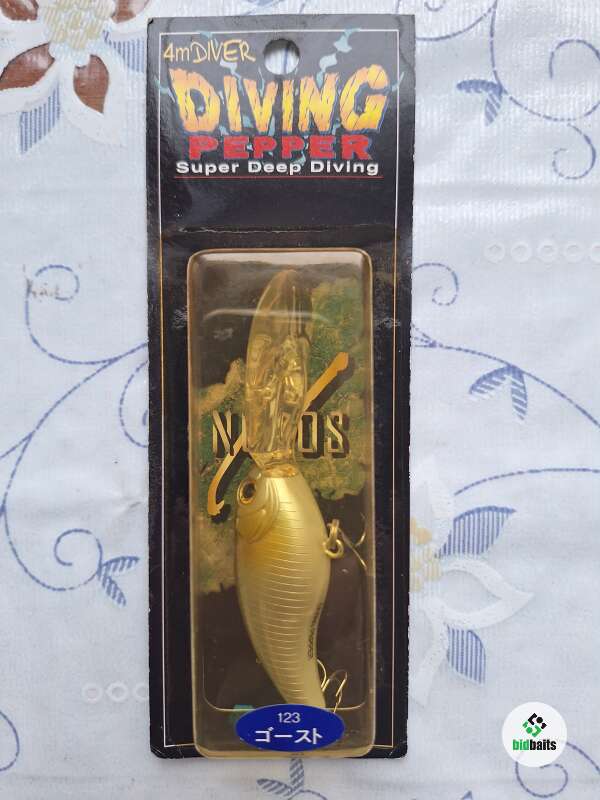 4m DIVER
DIVING
PEPPER
Super Deep Diving
123
ゴースト
bidbaits